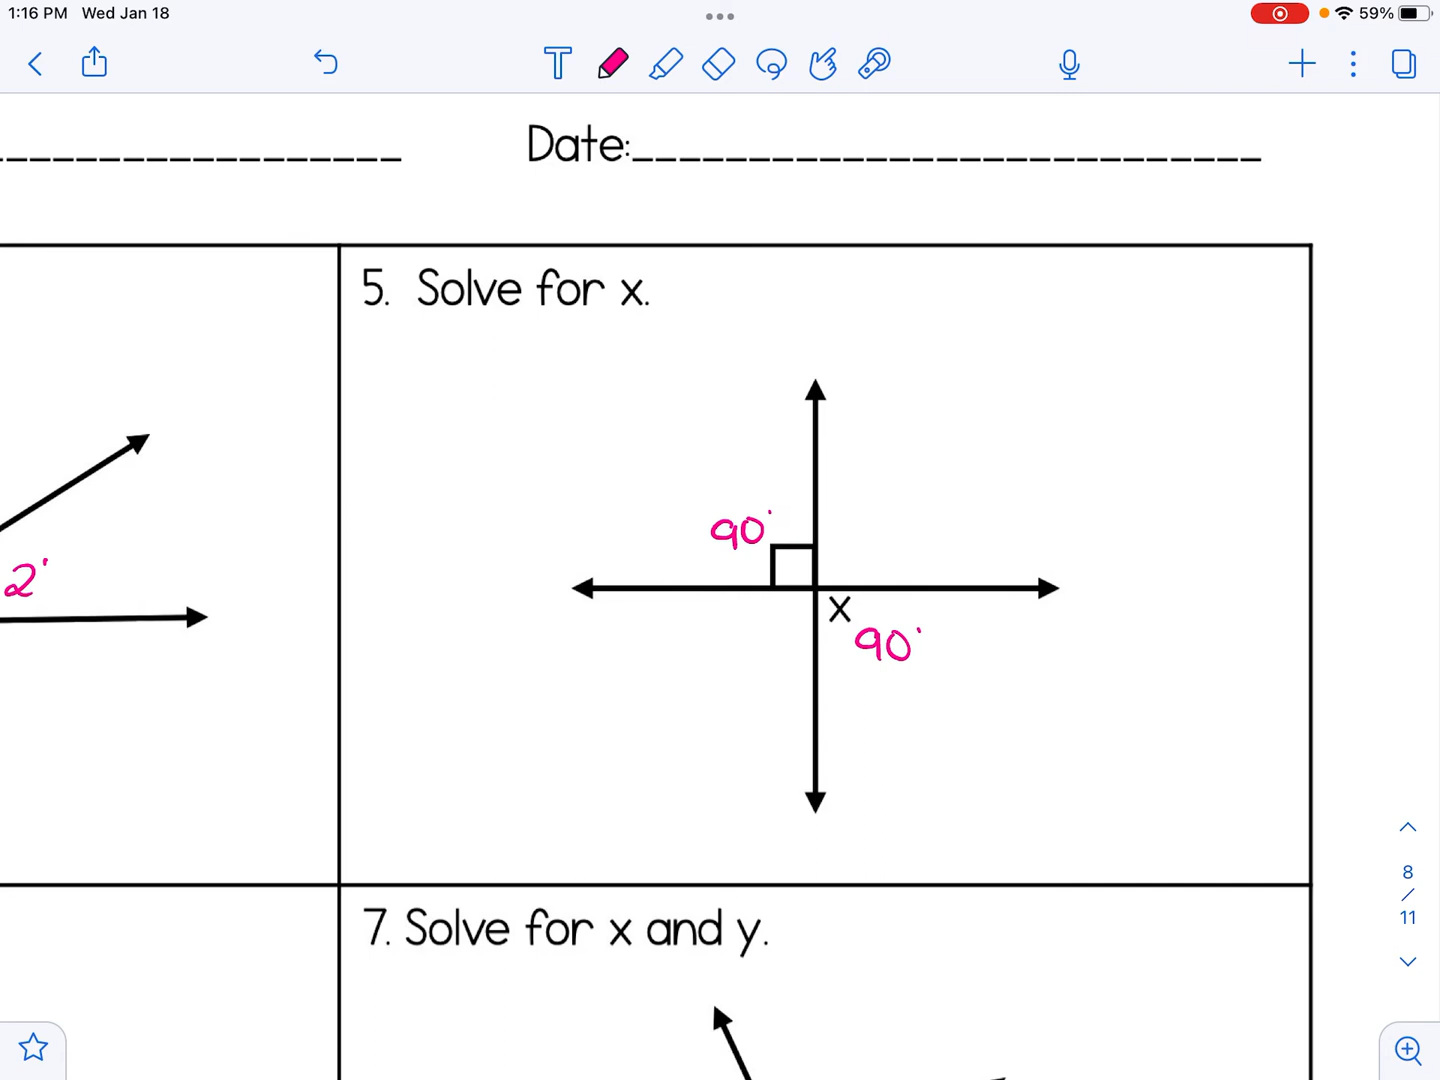 1:16 PM Wed Jan 18
59%
T
Date:__________________________
5. Solve for x.
90°
2°
x
90°
8
/
11
7. Solve for x and y.